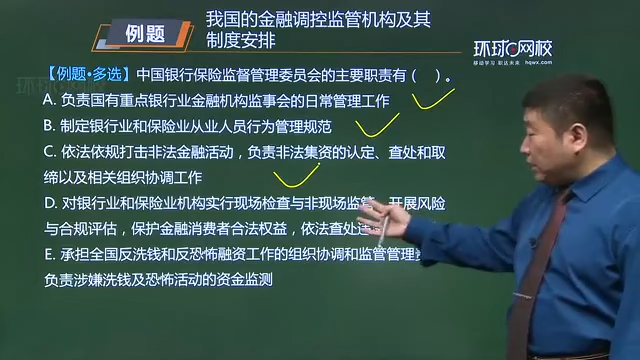 例题
我国的金融调控监管机构及其
制度安排
环球网校
移动学习 职达未来 hqwx.com
【例题·多选】中国银行保险监督管理委员会的主要职责有（ ）。
A. 负责国有重点银行业金融机构监事会的日常管理工作
B. 制定银行业和保险业从业人员行为管理规范
C. 依法依规打击非法金融活动，负责非法集资的认定、查处和取
缔以及相关组织协调工作
D. 对银行业和保险业机构实行现场检查与非现场监管，开展风险
与合规评估，保护金融消费者合法权益，依法查处违
E. 承担全国反洗钱和反恐怖融资工作的组织协调和监管管理
负责涉嫌洗钱及恐怖活动的资金监测